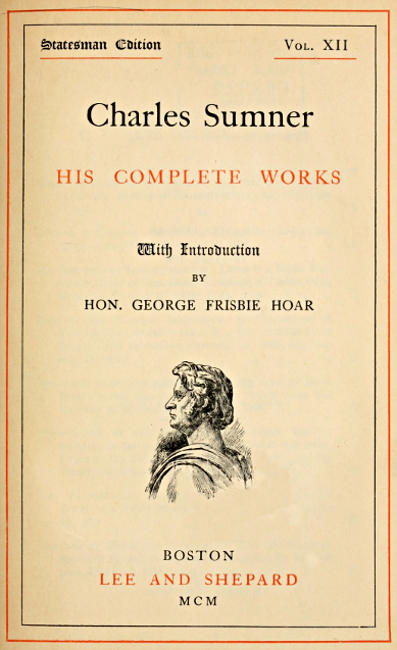 Statesman Edition Vol. XII
Charles Sumner
HIS COMPLETE WORKS
With Introduction
BY
HON. GEORGE FRISBIE HOAR
BOSTON
LEE AND SHEPARD
MCM